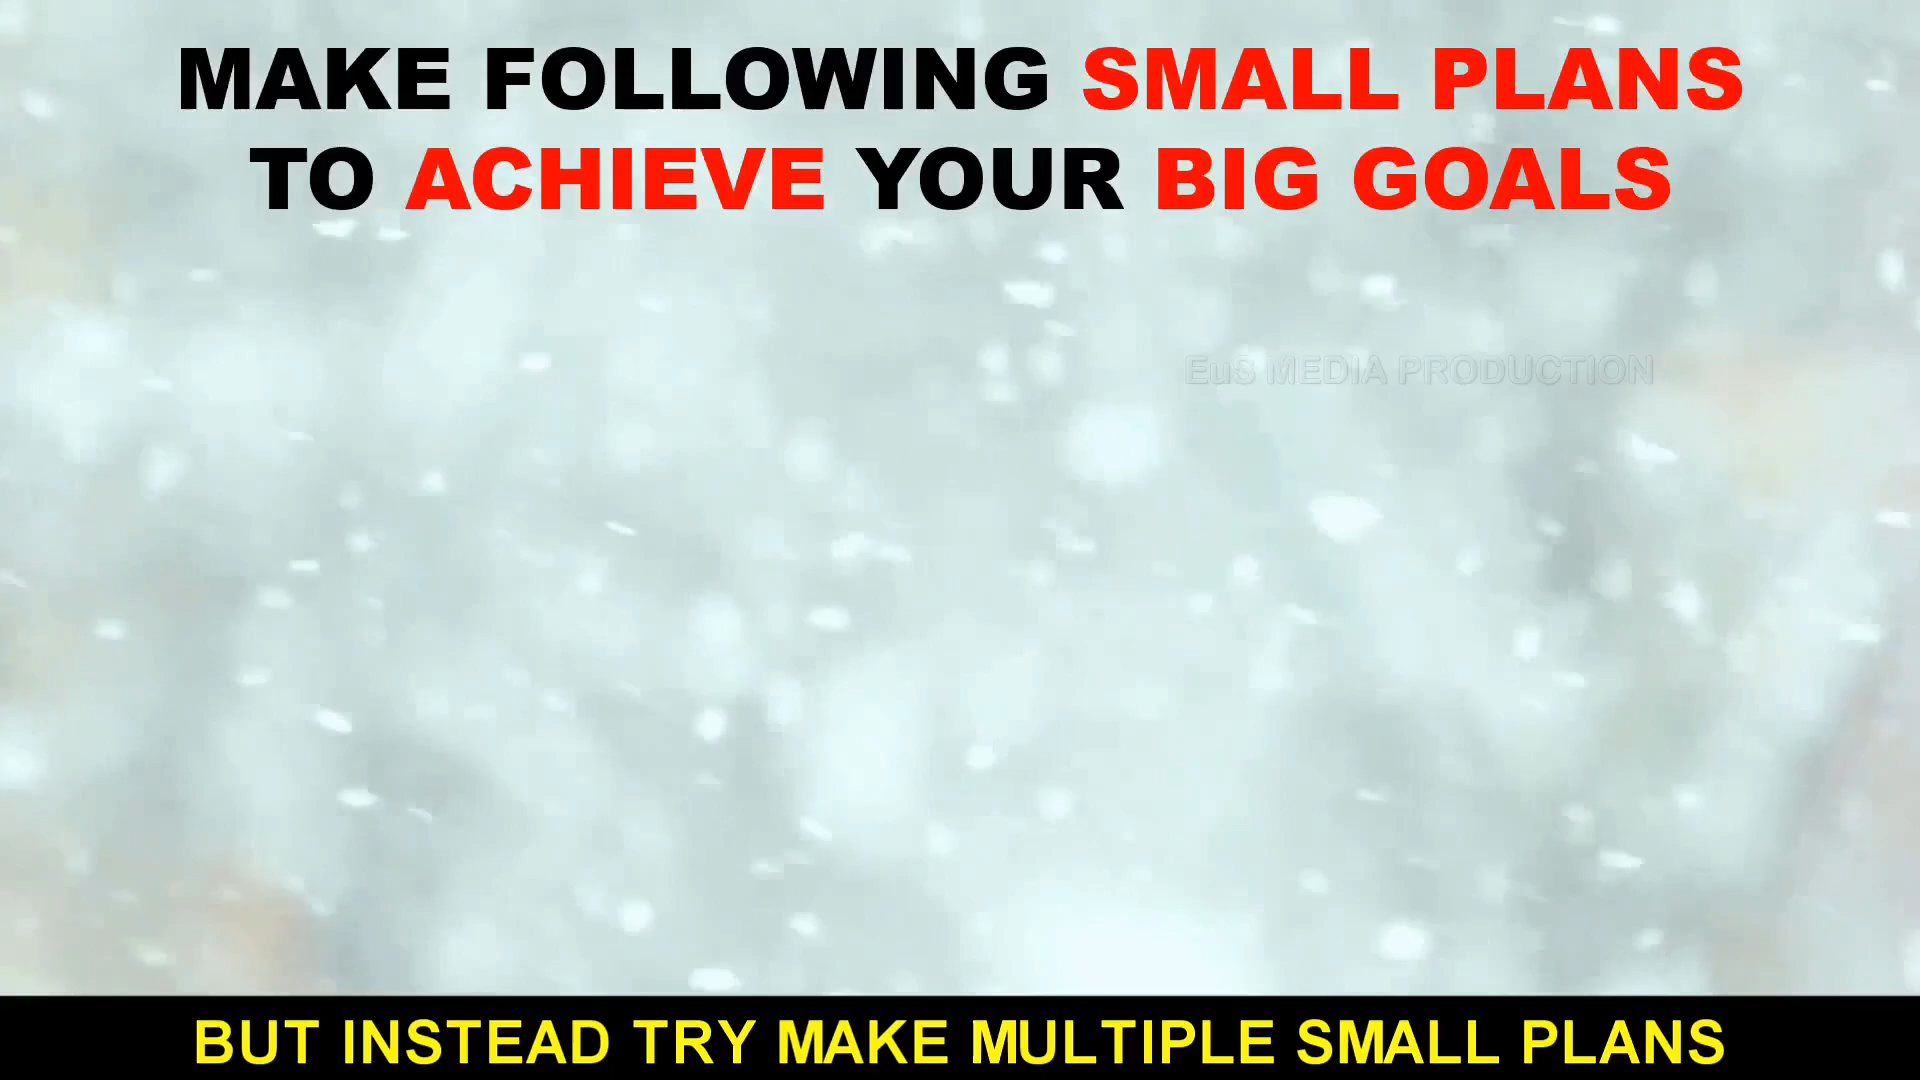 MAKE FOLLOWING SMALL PLANS
TO ACHIEVE YOUR BIG GOALS
EuS MEDIA PRODUCTION
BUT INSTEAD TRY MAKE MULTIPLE SMALL PLANS